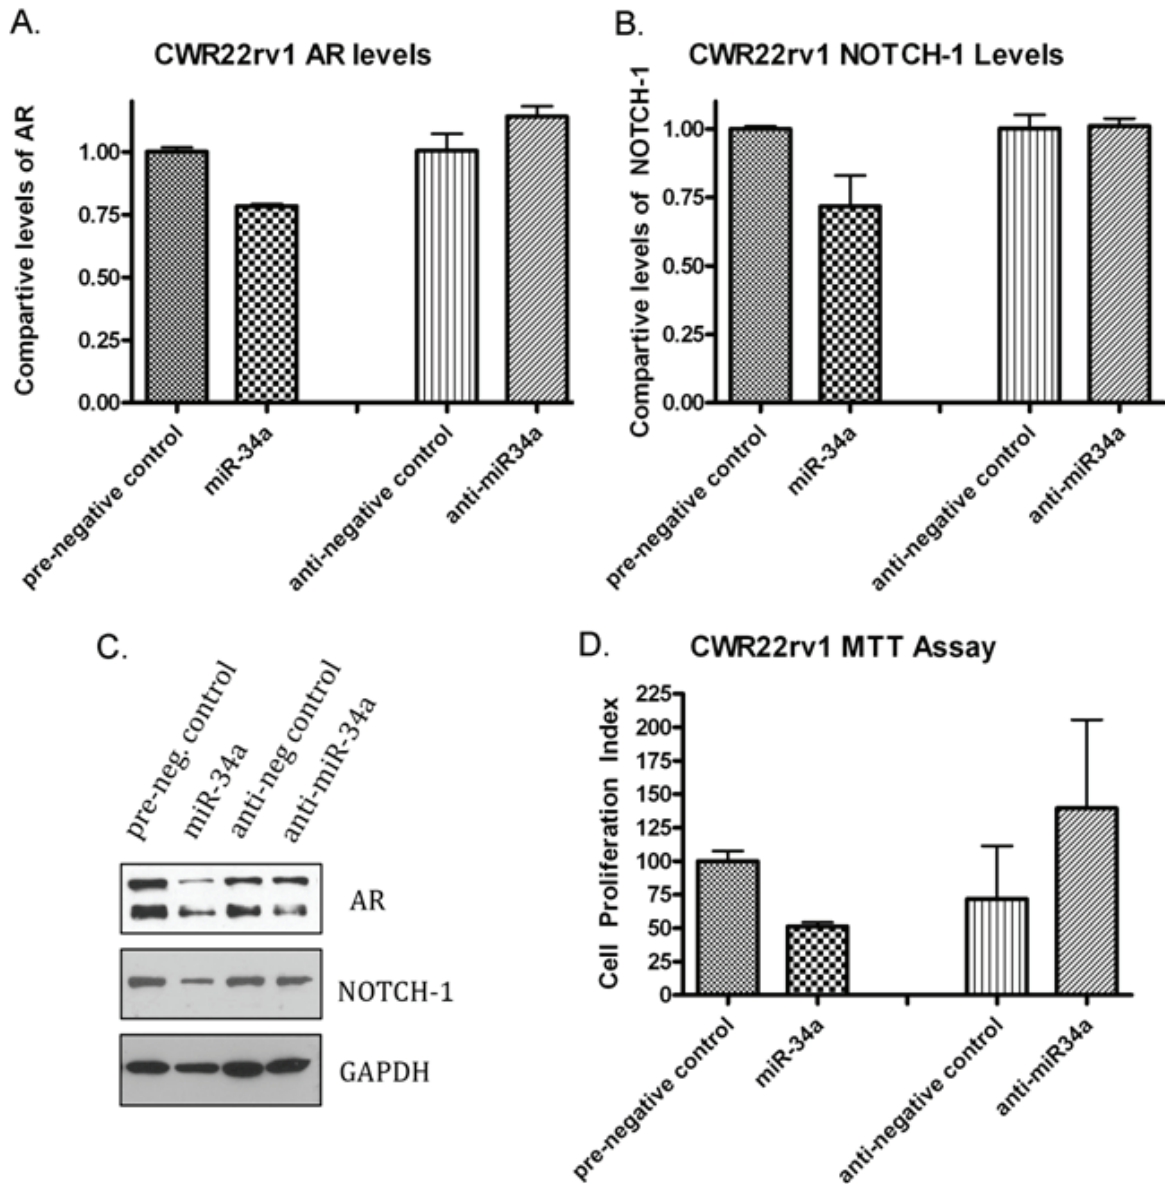 A.
CWR22rv1 AR levels
Compartive levels of AR
1.00
0.75
0.50
0.25
0.00
pre-negative control
miR-34a
anti-negative control
anti-miR34a
B.
CWR22rv1 NOTCH-1 Levels
Compartive levels of NOTCH-1
1.00
0.75
0.50
0.25
0.00
pre-negative control
miR-34a
anti-negative control
anti-miR34a
C.
pre-neg. control
miR-34a
anti-neg control
anti-miR-34a
AR
NOTCH-1
GAPDH
D.
CWR22rv1 MTT Assay
Cell Proliferation Index
225
200
175
150
125
100
75
50
25
0
pre-negative control
miR-34a
anti-negative control
anti-miR34a